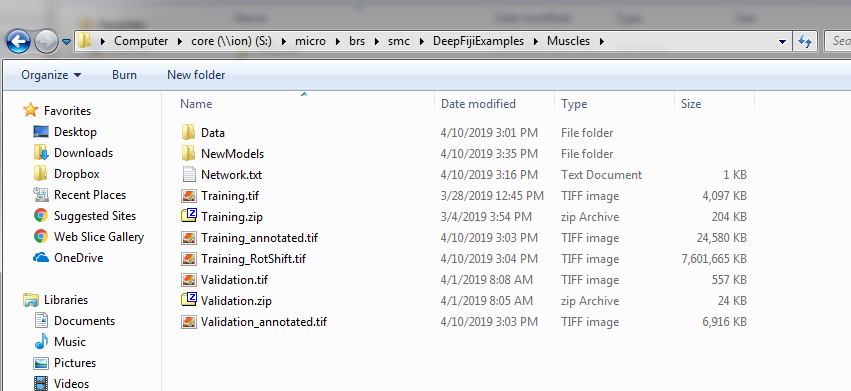 Computer ▸ core (\\ion) (S:) ▸ micro ▸ brs ▸ smc ▸ DeepFijiExamples ▸ Muscles ▸ Sea
Organize ▾ Burn New folder
Name Date modified Type Size
Favorites
Desktop
Downloads
Dropbox
Recent Places
Suggested Sites
Web Slice Gallery
OneDrive
Libraries
Documents
Music
Pictures
Videos
Data 4/10/2019 3:01 PM File folder
NewModels 4/10/2019 3:35 PM File folder
Network.txt 4/10/2019 3:16 PM Text Document 1 KB
Training.tif 3/28/2019 12:45 PM TIFF image 4,097 KB
Training.zip 3/4/2019 3:54 PM zip Archive 204 KB
Training_annotated.tif 4/10/2019 3:03 PM TIFF image 24,580 KB
Training_RotShift.tif 4/10/2019 3:04 PM TIFF image 7,601,665 KB
Validation.tif 4/1/2019 8:08 AM TIFF image 557 KB
Validation.zip 4/1/2019 8:05 AM zip Archive 24 KB
Validation_annotated.tif 4/10/2019 3:03 PM TIFF image 6,916 KB